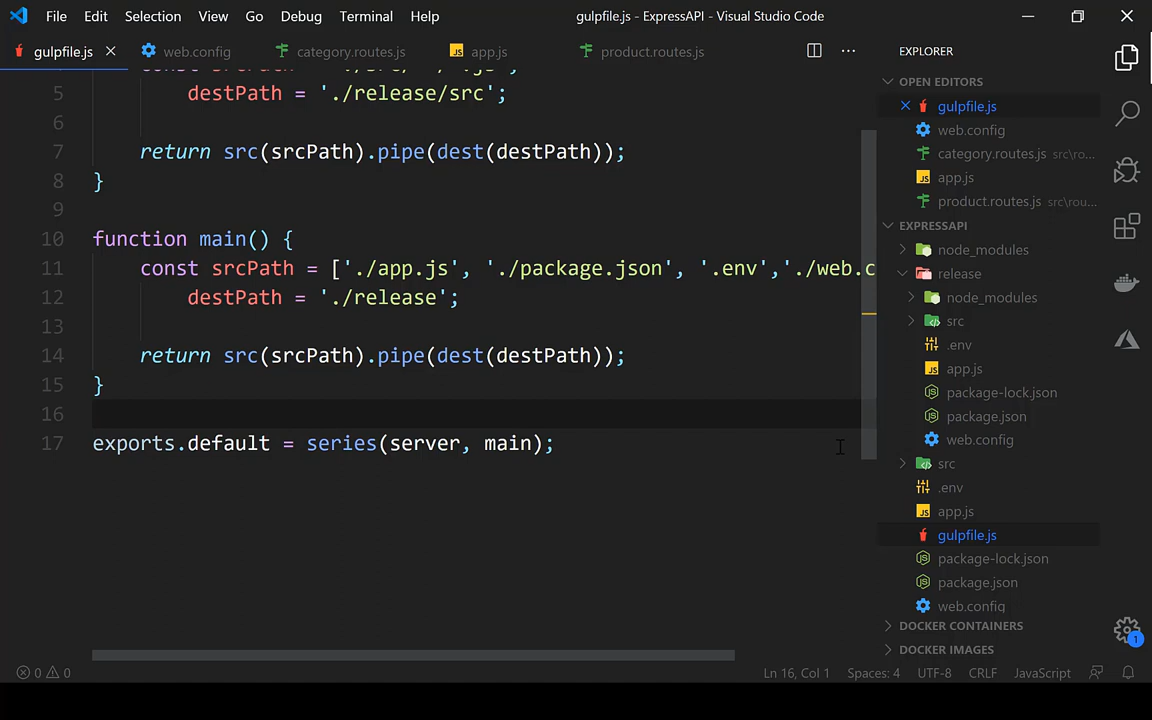 File Edit Selection View Go Debug Terminal Help
gulpfile.js - ExpressAPI - Visual Studio Code
gulpfile.js
web.config
category.routes.js
app.js
product.routes.js
5 destPath = './release/src';
6
7 return src(srcPath).pipe(dest(destPath));
8 }
9
10 function main() {
11 const srcPath = ['./app.js', './package.json', '.env','./web.c
12 destPath = './release';
13
14 return src(srcPath).pipe(dest(destPath));
15 }
16
17 exports.default = series(server, main);
EXPLORER
OPEN EDITORS
gulpfile.js
web.config
category.routes.js src\ro...
app.js
product.routes.js src\rou...
EXPRESSAPI
node_modules
release
node_modules
src
.env
app.js
package-lock.json
package.json
web.config
src
.env
app.js
gulpfile.js
package-lock.json
package.json
web.config
DOCKER CONTAINERS
DOCKER IMAGES
1
0 0
Ln 16, Col 1 Spaces: 4 UTF-8 CRLF JavaScript